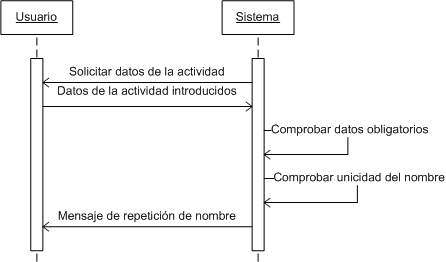 Usuario
Sistema
Solicitar datos de la actividad
Datos de la actividad introducidos
Comprobar datos obligatorios
Comprobar unicidad del nombre
Mensaje de repetición de nombre